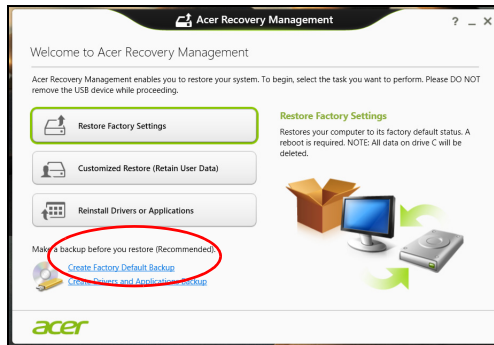 Acer Recovery Management
Welcome to Acer Recovery Management
Acer Recovery Management enables you to restore your system. To begin, select the task you want to perform. Please DO NOT
remove the USB device while proceeding.
Restore Factory Settings
Customized Restore (Retain User Data)
Reinstall Drivers or Applications
Restore Factory Settings
Restores your computer to its factory default status. A
reboot is required. NOTE: All data on drive C will be
deleted.
Make a backup before you restore (Recommended).
Create Factory Default Backup
Create Drivers and Applications Backup
acer